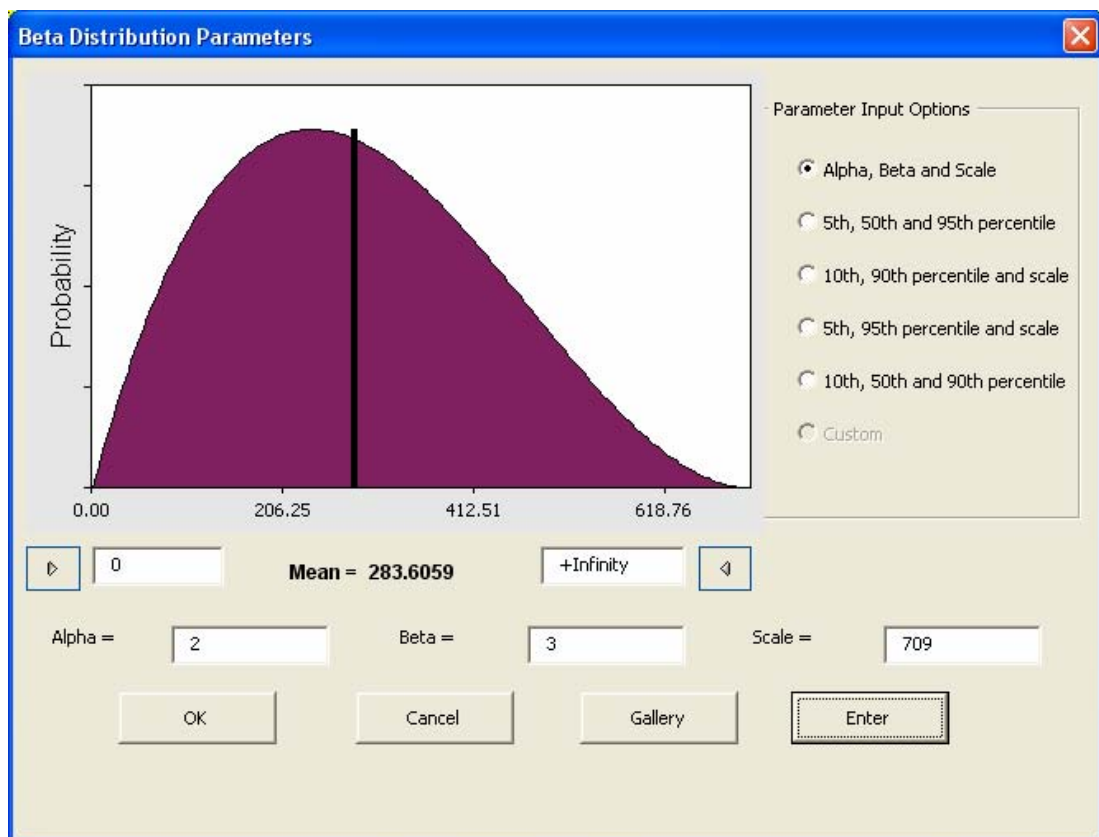 Beta Distribution Parameters
Probability
0.00 206.25 412.51 618.76
Parameter Input Options
Alpha, Beta and Scale
5th, 50th and 95th percentile
10th, 90th percentile and scale
5th, 95th percentile and scale
10th, 50th and 90th percentile
Custom
0 Mean = 283.6059 +Infinity
Alpha = 2 Beta = 3 Scale = 709
OK Cancel Gallery Enter